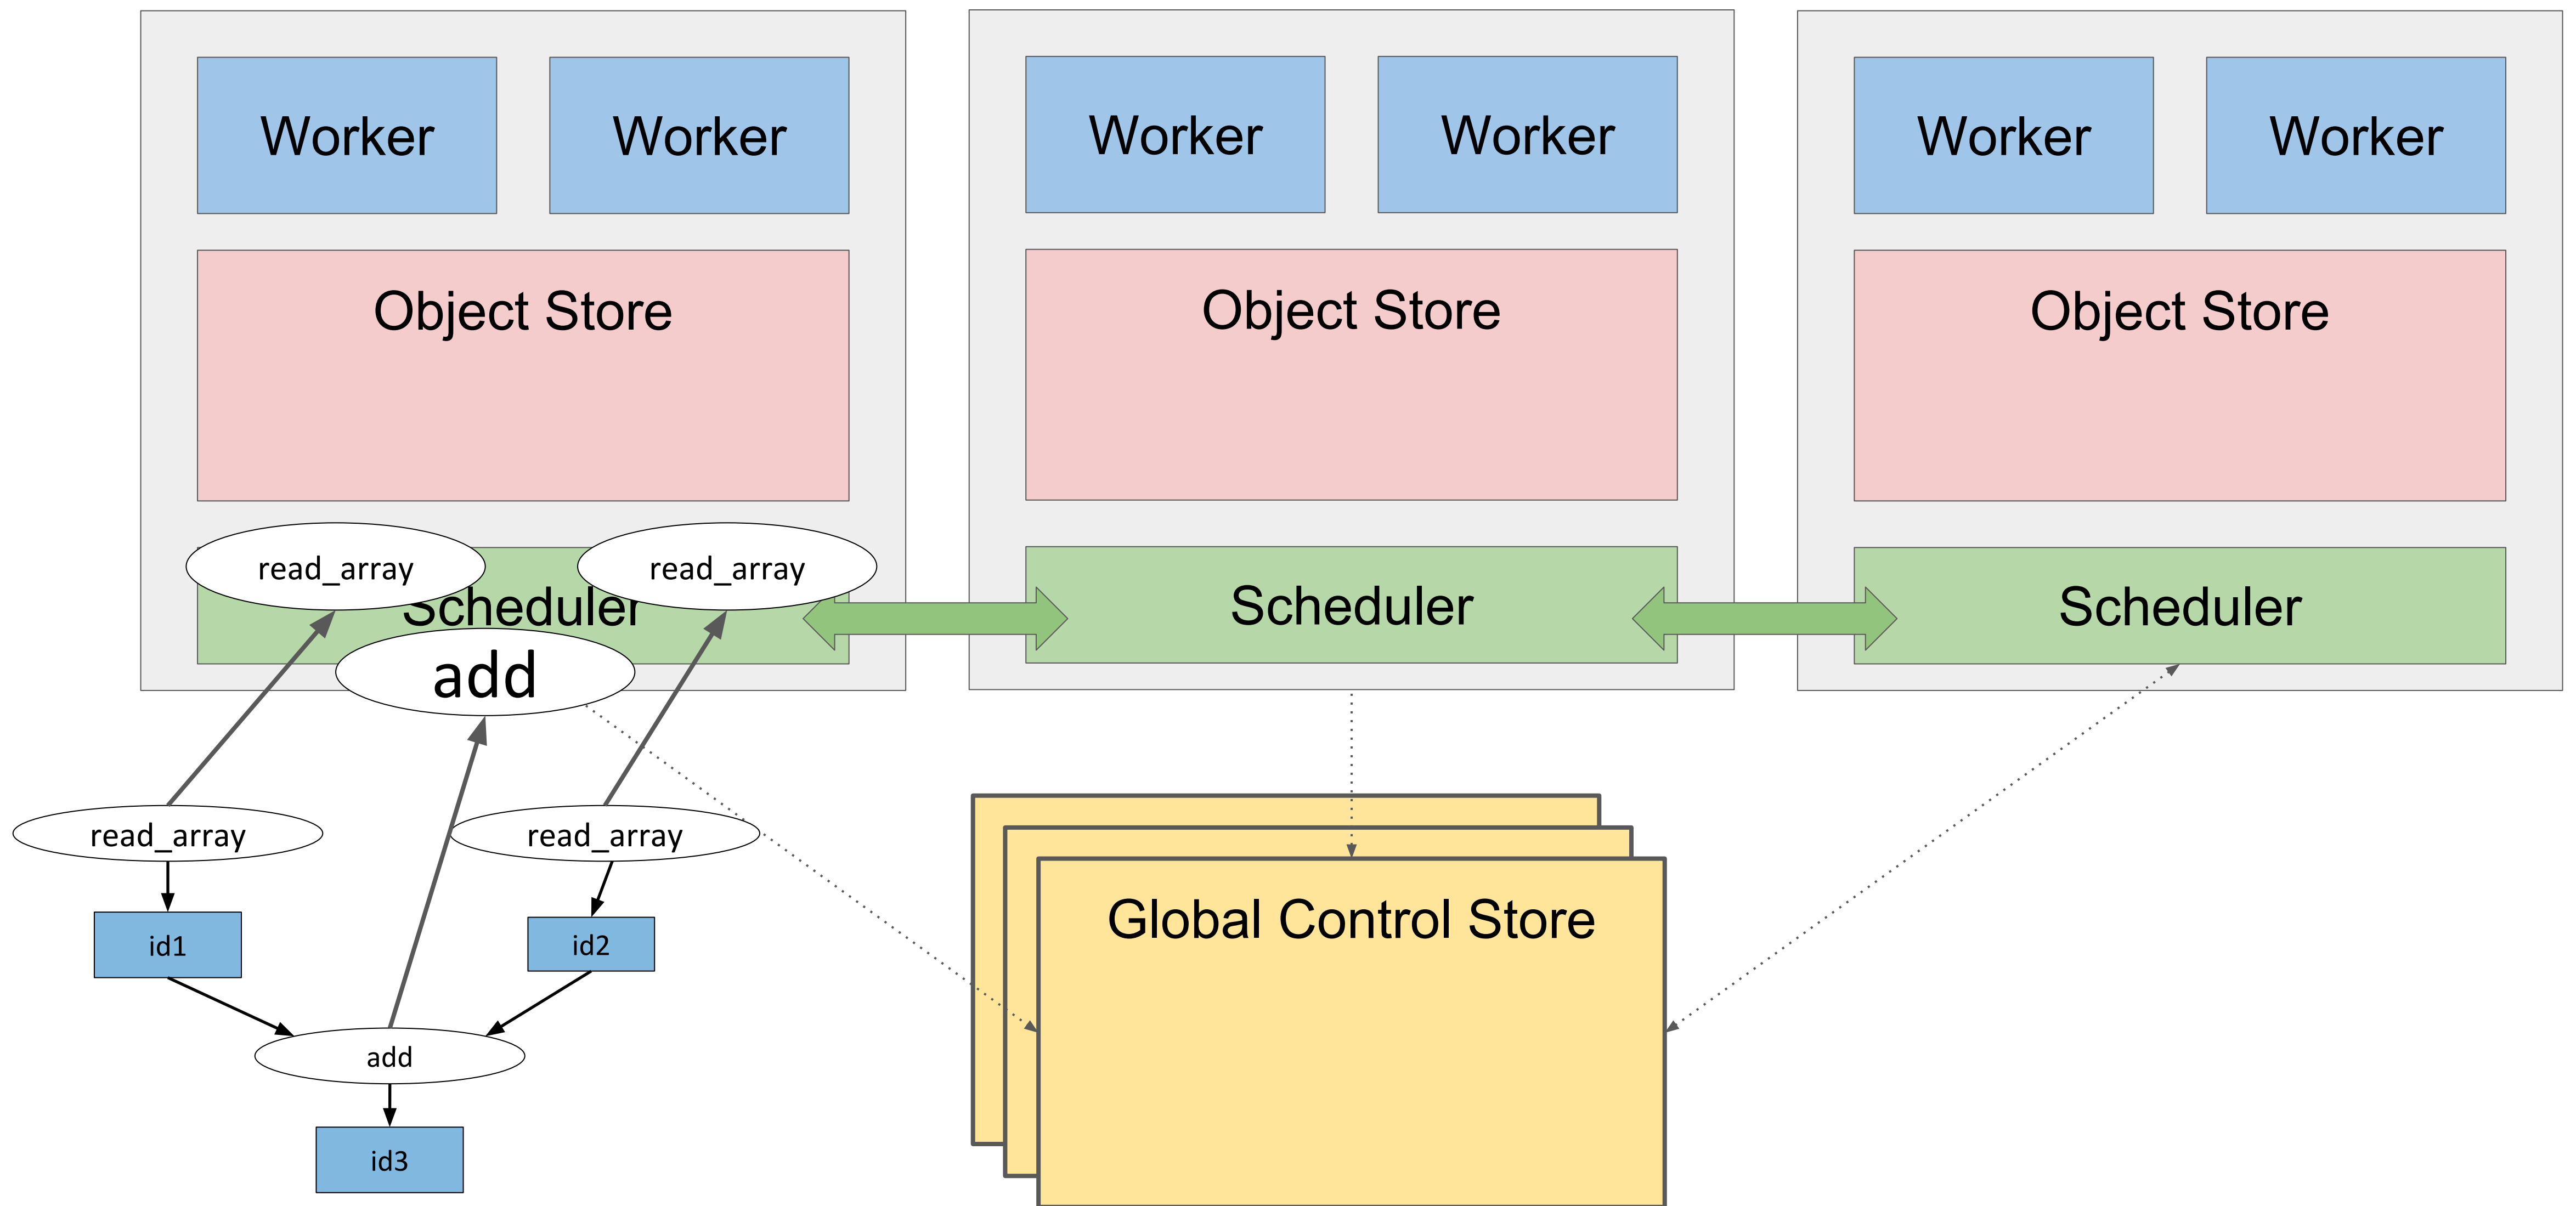 Worker
Worker
Worker
Worker
Worker
Worker
Object Store
Object Store
Object Store
read_array
read_array
Scheduler
Scheduler
Scheduler
add
read_array
read_array
Global Control Store
id1
id2
add
id3